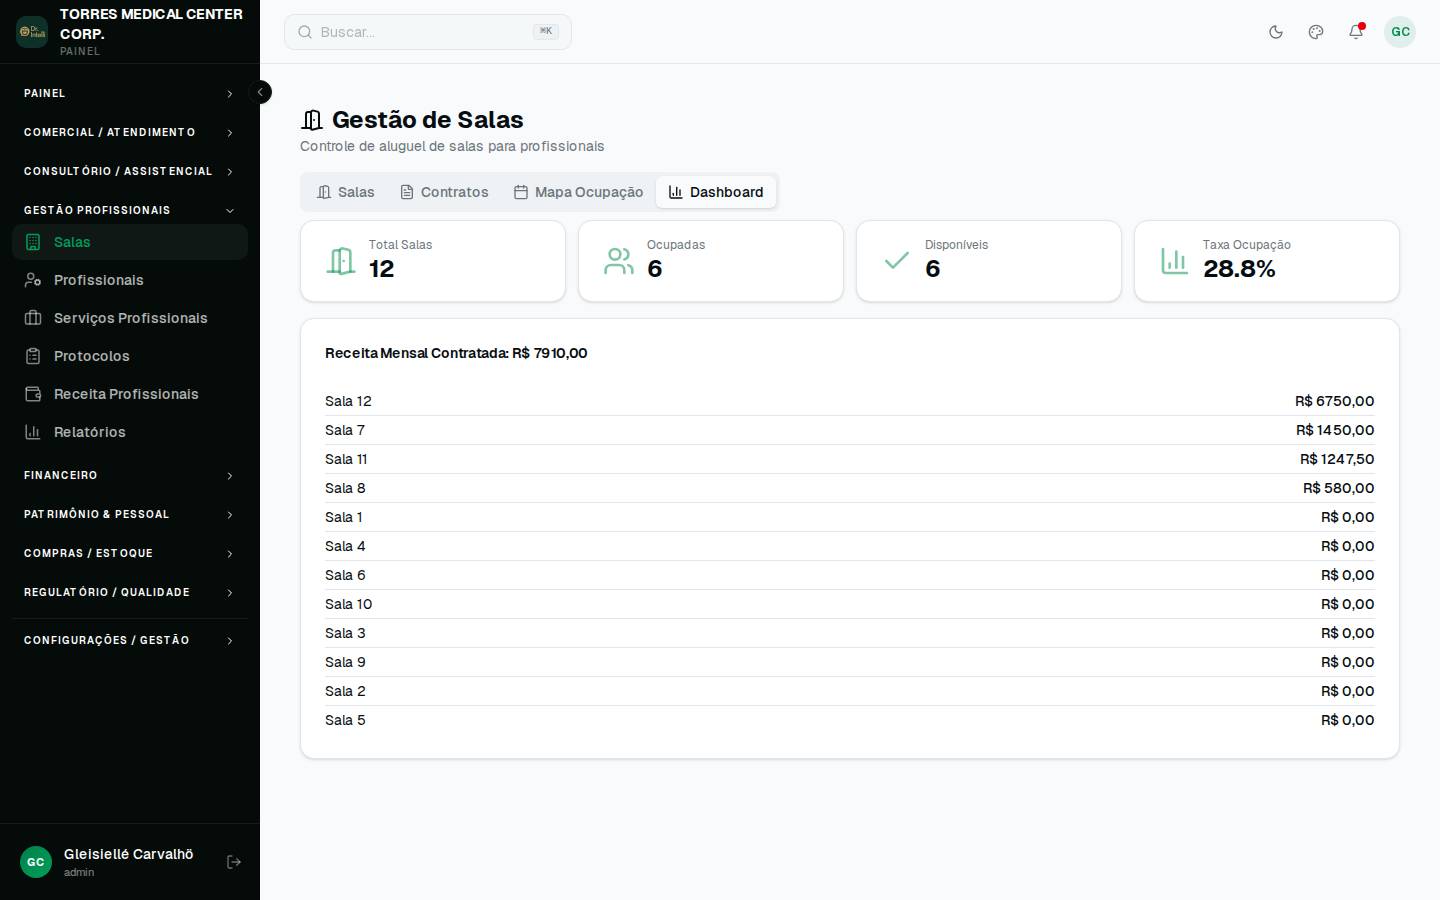 TORRES MEDICAL CENTER
CORP.
PAINEL
Dr.
Intelli
Buscar...
⌘K
GC
PAINEL
COMERCIAL / ATENDIMENTO
CONSULTÓRIO / ASSISTENCIAL
GESTÃO PROFISSIONAIS
Salas
Profissionais
Serviços Profissionais
Protocolos
Receita Profissionais
Relatórios
FINANCEIRO
PATRIMÔNIO & PESSOAL
COMPRAS / ESTOQUE
REGULATÓRIO / QUALIDADE
CONFIGURAÇÕES / GESTÃO
GC
Gleisiellé Carvalhö
admin
Gestão de Salas
Controle de aluguel de salas para profissionais
Salas
Contratos
Mapa Ocupação
Dashboard
Total Salas
12
Ocupadas
6
Disponíveis
6
Taxa Ocupação
28.8%
Receita Mensal Contratada: R$ 7910,00
Sala 12 R$ 6750,00
Sala 7 R$ 1450,00
Sala 11 R$ 1247,50
Sala 8 R$ 580,00
Sala 1 R$ 0,00
Sala 4 R$ 0,00
Sala 6 R$ 0,00
Sala 10 R$ 0,00
Sala 3 R$ 0,00
Sala 9 R$ 0,00
Sala 2 R$ 0,00
Sala 5 R$ 0,00